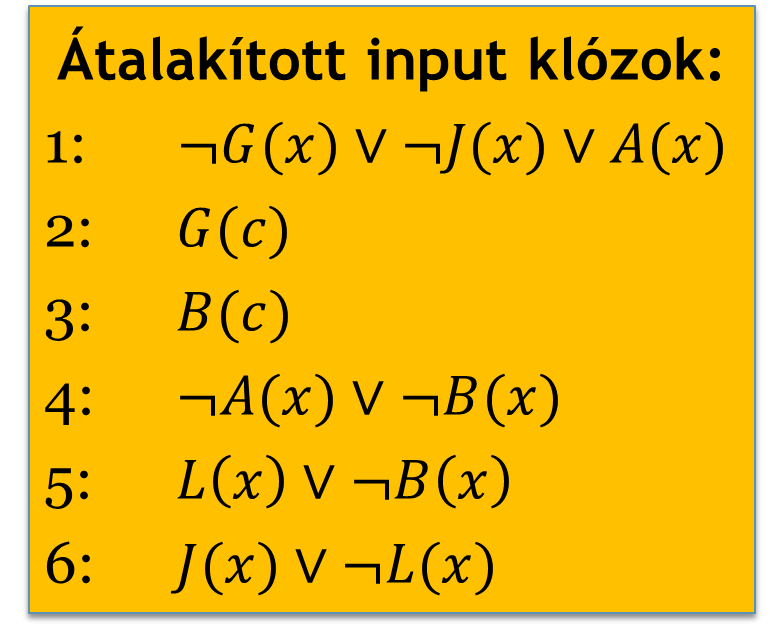 Átalakított input klózok:
1: ¬G(x) ∨ ¬J(x) ∨ A(x)
2: G(c)
3: B(c)
4: ¬A(x) ∨ ¬B(x)
5: L(x) ∨ ¬B(x)
6: J(x) ∨ ¬L(x)